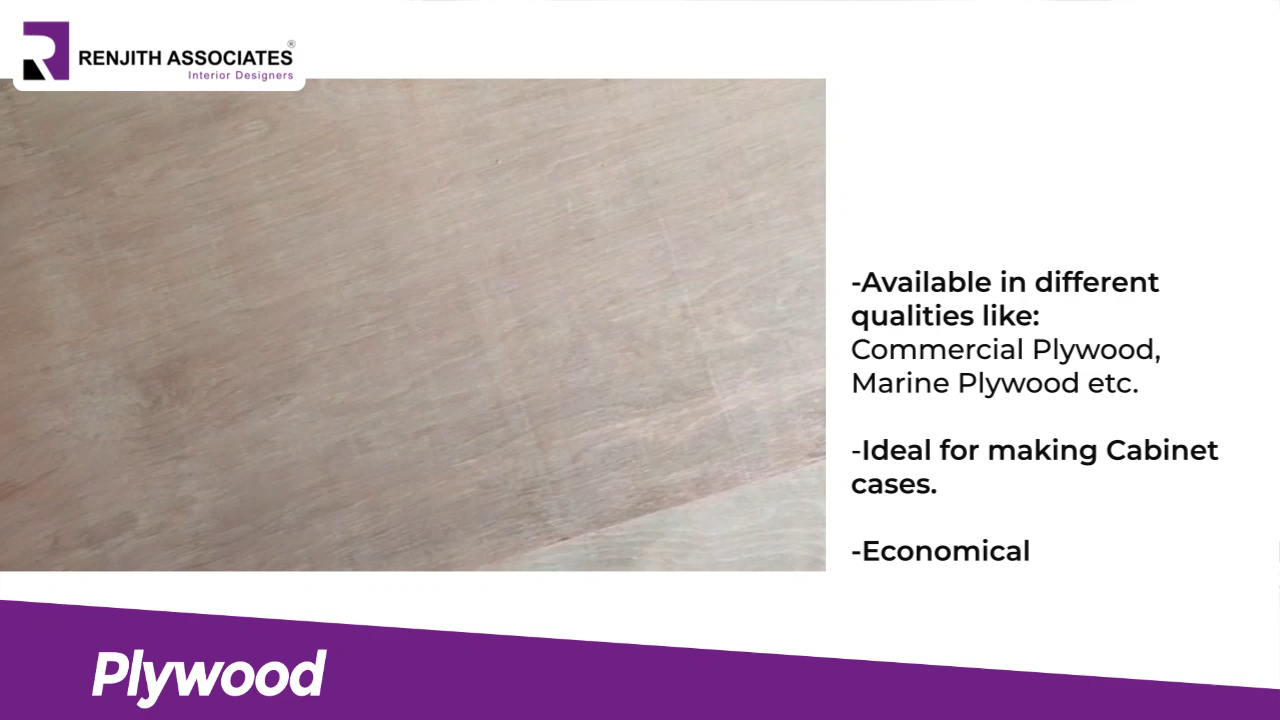 RENJITH ASSOCIATES®
Interior Designers
-Available in different
qualities like:
Commercial Plywood,
Marine Plywood etc.
-Ideal for making Cabinet
cases.
-Economical
Plywood